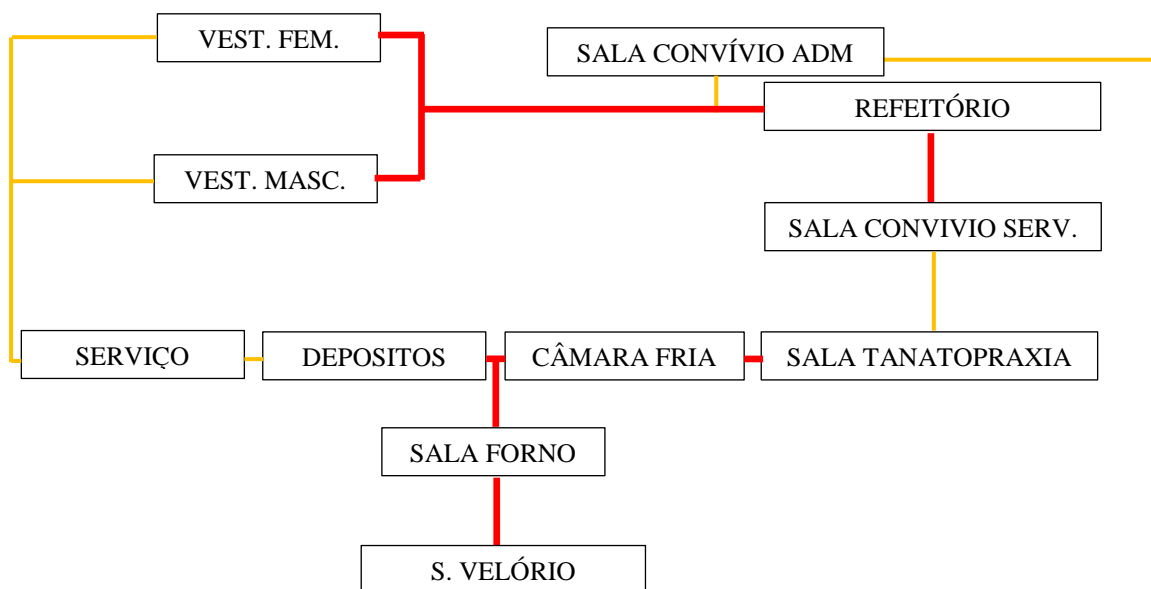 VEST. FEM.
SALA CONVÍVIO ADM
REFEITÓRIO
VEST. MASC.
SALA CONVIVIO SERV.
SERVIÇO
DEPOSITOS
CÂMARA FRIA
SALA TANATOPRAXIA
SALA FORNO
S. VELÓRIO